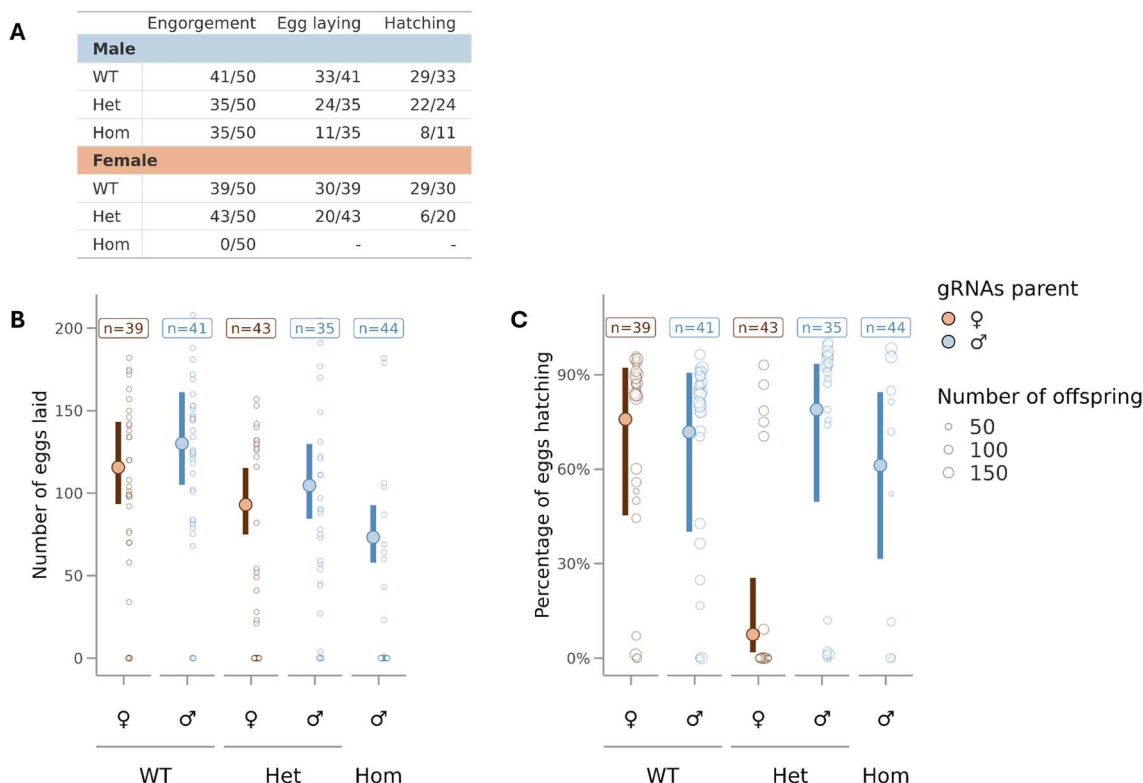 A
Engorgement Egg laying Hatching
Male
WT 41/50 33/41 29/33
Het 35/50 24/35 22/24
Hom 35/50 11/35 8/11
Female
WT 39/50 30/39 29/30
Het 43/50 20/43 6/20
Hom 0/50 - -
B
Number of eggs laid
200
150
100
50
0
n=39 n=41 n=43 n=35 n=44
♀ ♂ ♀ ♂ ♂
WT Het Hom
C
Percentage of eggs hatching
90%
60%
30%
0%
n=39 n=41 n=43 n=35 n=44
♀ ♂ ♀ ♂ ♂
WT Het Hom
gRNAs parent
♀
♂
Number of offspring
50
100
150